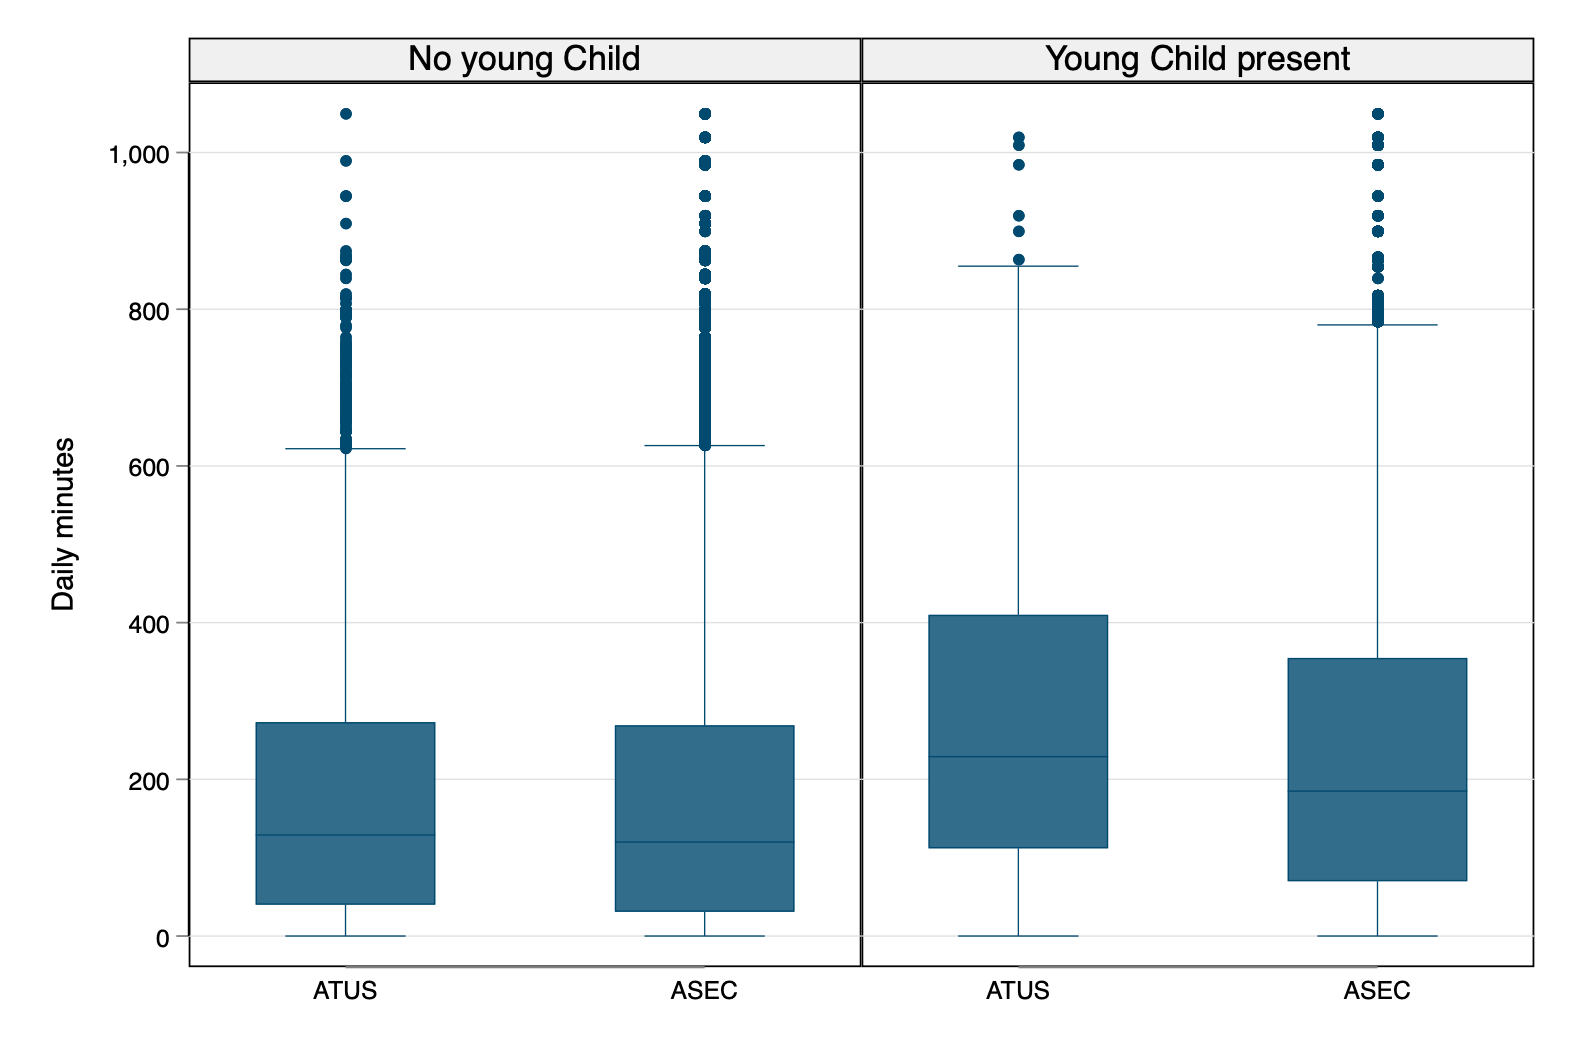 No young Child
Young Child present
Daily minutes
1,000
800
600
400
200
0
ATUS
ASEC
ATUS
ASEC